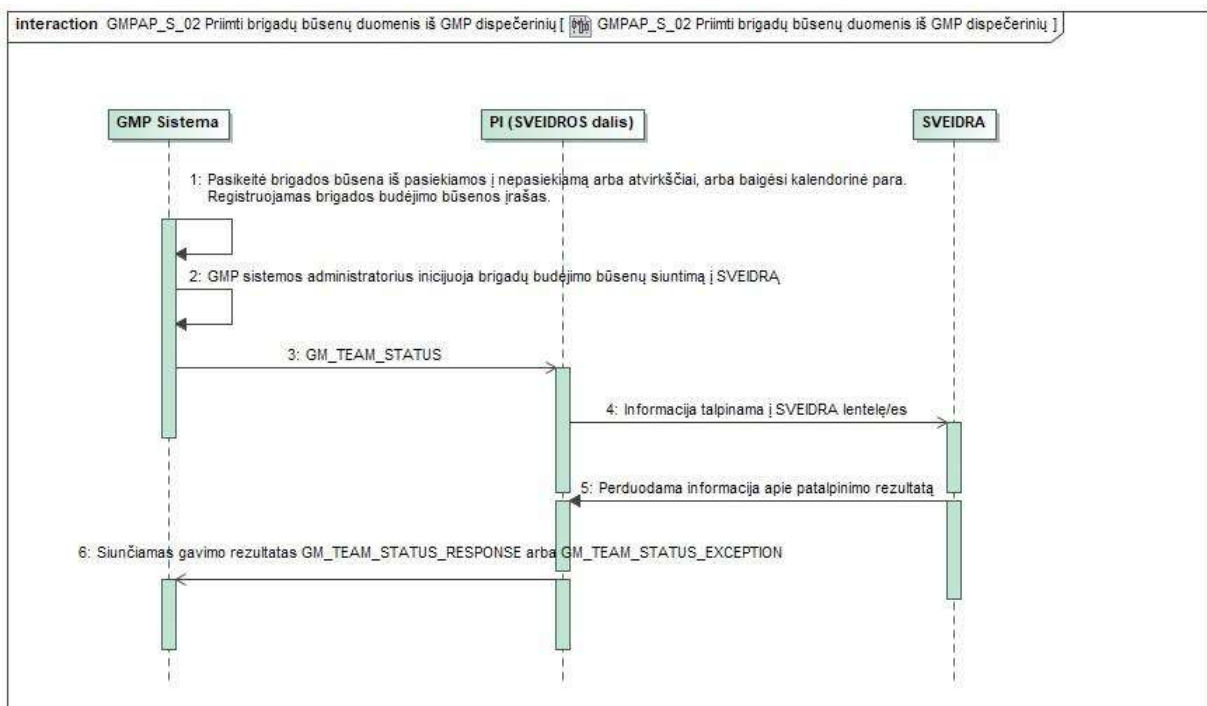 interaction GMPAP_S_02 Priimti brigadų būsenų duomenis iš GMP dispečerinių [ GMPAP_S_02 Priimti brigadų būsenų duomenis iš GMP dispečerinių ]
GMP Sistema
PI (SVEIDROS dalis)
SVEIDRA
1: Pasikeitė brigados būsena iš pasiekiamos į nepasiekiamą arba atvirkščiai, arba baigėsi kalendorinė para.
Registruojamas brigados budėjimo būsenos įrašas.
2: GMP sistemos administratorius inicijuoja brigadų budėjimo būsenų siuntimą į SVEIDRĄ
3: GM_TEAM_STATUS
4: Informacija talpinama į SVEIDRA lentelę/es
5: Perduodama informacija apie patalpinimo rezultatą
6: Siunčiamas gavimo rezultatas GM_TEAM_STATUS_RESPONSE arba GM_TEAM_STATUS_EXCEPTION